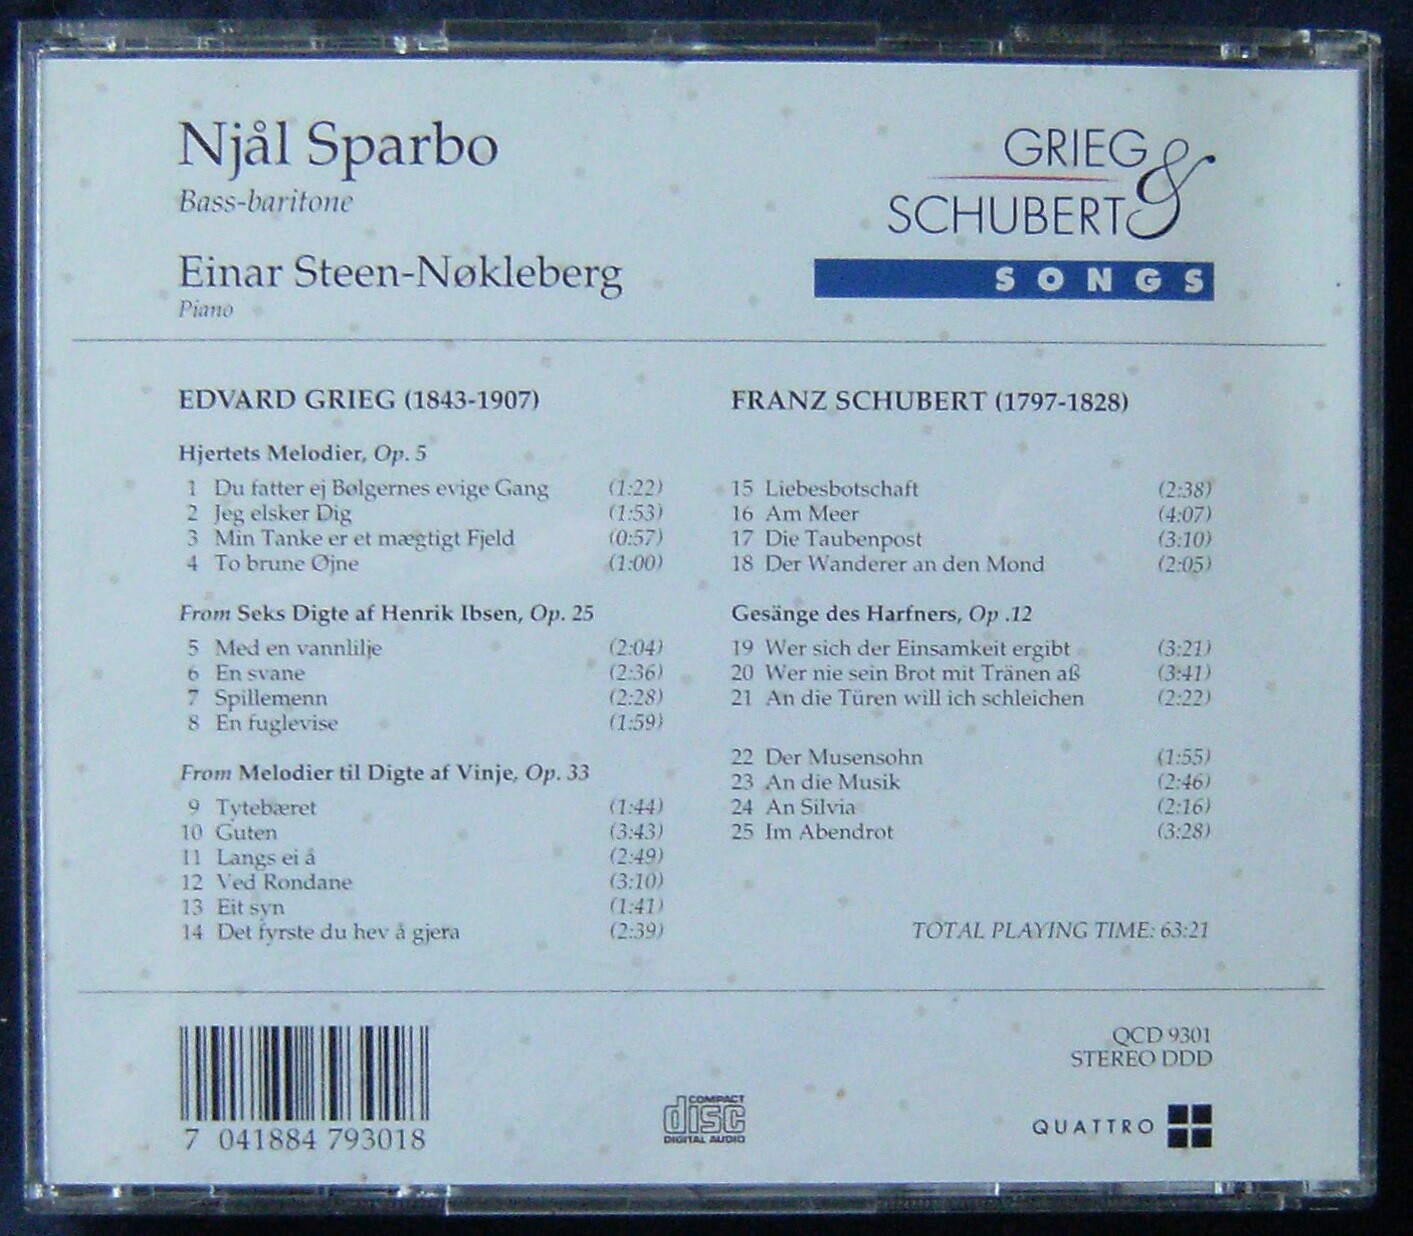 Njål Sparbo
Bass-baritone
Einar Steen-Nøkleberg
Piano
GRIEG &
SCHUBERT
SONGS
EDVARD GRIEG (1843-1907)
Hjertets Melodier, Op. 5
1 Du fatter ej Bølgernes evige Gang (1:22)
2 Jeg elsker Dig (1:53)
3 Min Tanke er et mægtigt Fjeld (0:57)
4 To brune Øjne (1:00)
From Seks Digte af Henrik Ibsen, Op. 25
5 Med en vannlilje (2:04)
6 En svane (2:36)
7 Spillemenn (2:28)
8 En fuglevise (1:59)
From Melodier til Digte af Vinje, Op. 33
9 Tytebæret (1:44)
10 Guten (3:43)
11 Langs ei å (2:49)
12 Ved Rondane (3:10)
13 Eit syn (1:41)
14 Det fyrste du hev å gjera (2:39)
FRANZ SCHUBERT (1797-1828)
15 Liebesbotschaft (2:38)
16 Am Meer (4:07)
17 Die Taubenpost (3:10)
18 Der Wanderer an den Mond (2:05)
Gesänge des Harfners, Op .12
19 Wer sich der Einsamkeit ergibt (3:21)
20 Wer nie sein Brot mit Tränen aß (3:41)
21 An die Türen will ich schleichen (2:22)
22 Der Musensohn (1:55)
23 An die Musik (2:46)
24 An Silvia (2:16)
25 Im Abendrot (3:28)
TOTAL PLAYING TIME: 63:21
7 041884 793018
COMPACT
disc
DIGITAL AUDIO
QCD 9301
STEREO DDD
QUATTRO